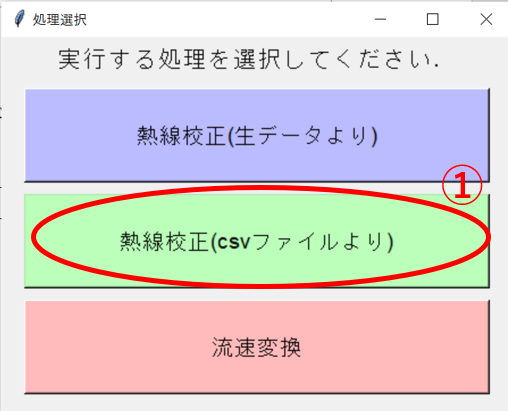 処理選択
実行する処理を選択してください.
熱線校正(生データより)
①
熱線校正(csvファイルより)
流速変換